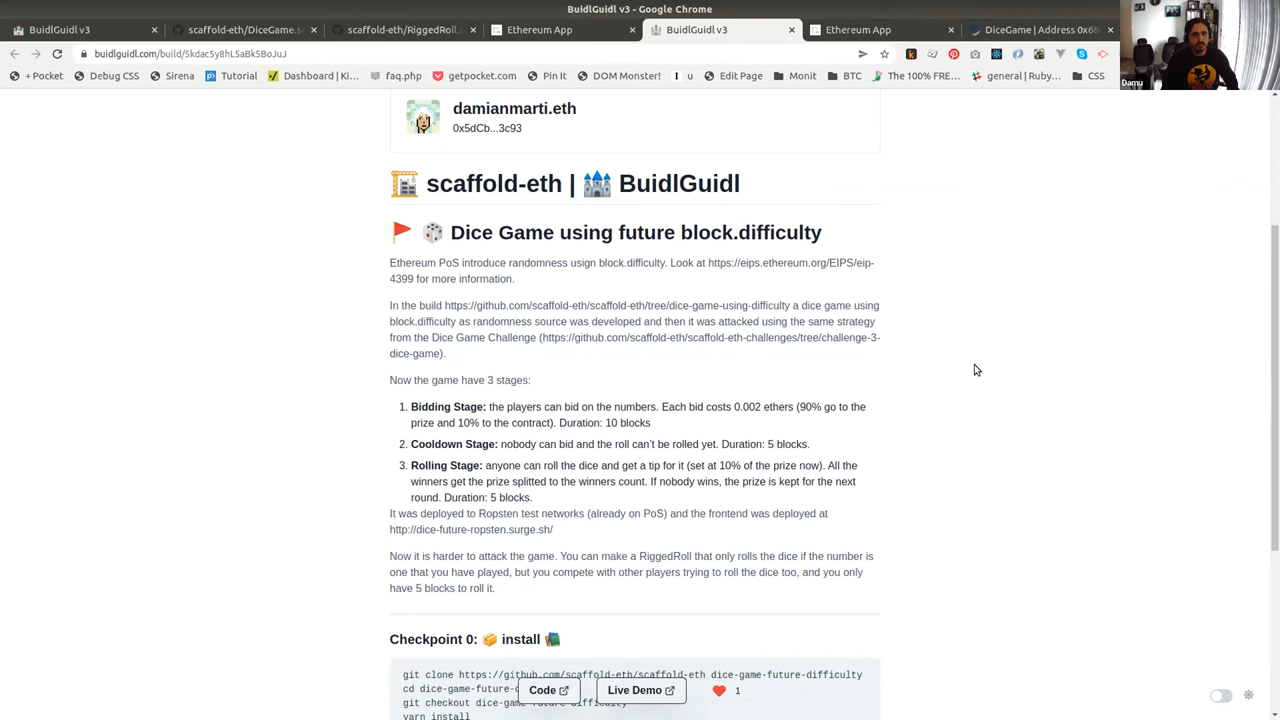 BuidlGuidl v3 - Google Chrome
BuidlGuidl v3
scaffold-eth/DiceGame.s
scaffold-eth/RiggedRoll.
Ethereum App
BuidlGuidl v3
Ethereum App
DiceGame | Address 0x68
buidlguidl.com/build/5kdac5y8hL5aBk5BoJuJ
+ Pocket
Debug CSS
Sirena
Tutorial
Dashboard | Ki...
faq.php
getpocket.com
Pin It
DOM Monster!
u
Edit Page
Monit
BTC
The 100% FRE...
general | Ruby...
CSS
Damu
damianmarti.eth
0x5dCb...3c93
🏗 scaffold-eth | 🏰 BuidlGuidl
🚩 🎲 Dice Game using future block.difficulty
Ethereum PoS introduce randomness usign block.difficulty. Look at https://eips.ethereum.org/EIPS/eip-
4399 for more information.
In the build https://github.com/scaffold-eth/scaffold-eth/tree/dice-game-using-difficulty a dice game using
block.difficulty as randomness source was developed and then it was attacked using the same strategy
from the Dice Game Challenge (https://github.com/scaffold-eth/scaffold-eth-challenges/tree/challenge-3-
dice-game).
Now the game have 3 stages:
1. Bidding Stage: the players can bid on the numbers. Each bid costs 0.002 ethers (90% go to the
prize and 10% to the contract). Duration: 10 blocks
2. Cooldown Stage: nobody can bid and the roll can't be rolled yet. Duration: 5 blocks.
3. Rolling Stage: anyone can roll the dice and get a tip for it (set at 10% of the prize now). All the
winners get the prize splitted to the winners count. If nobody wins, the prize is kept for the next
round. Duration: 5 blocks.
It was deployed to Ropsten test networks (already on PoS) and the frontend was deployed at
http://dice-future-ropsten.surge.sh/
Now it is harder to attack the game. You can make a RiggedRoll that only rolls the dice if the number is
one that you have played, but you compete with other players trying to roll the dice too, and you only
have 5 blocks to roll it.
Checkpoint 0: 📦 install 📚
git clone https://github.com/scaffold-eth/scaffold-eth dice-game-future-difficulty
cd dice-game-future-
git checkout dice-game-future-difficulty
yarn install
Code
Live Demo
1